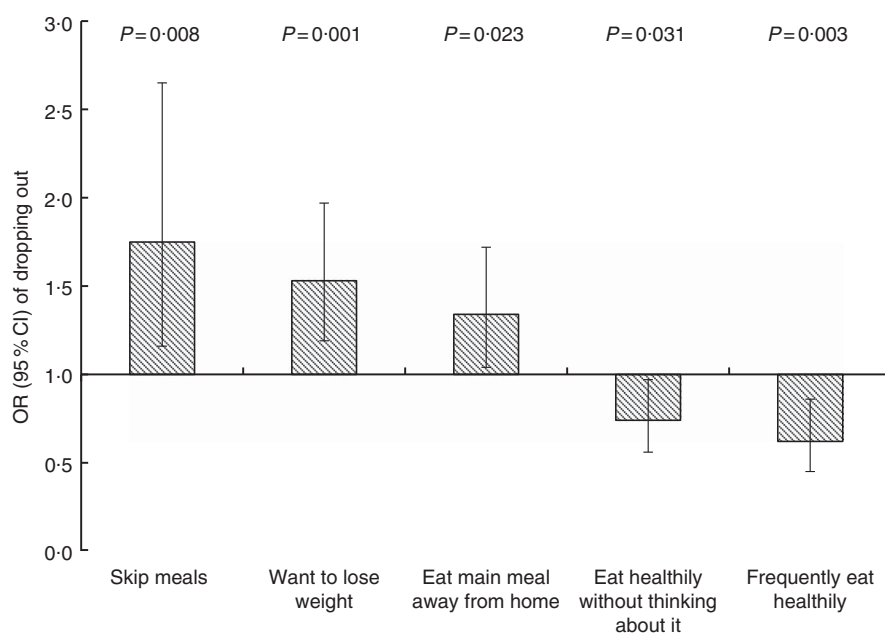 3·0
P=0·008
P=0·001
P=0·023
P=0·031
P=0·003
2·5
2·0
1·5
1·0
0·5
0·0
OR (95 % CI) of dropping out
Skip meals
Want to lose
weight
Eat main meal
away from home
Eat healthily
without thinking
about it
Frequently eat
healthily